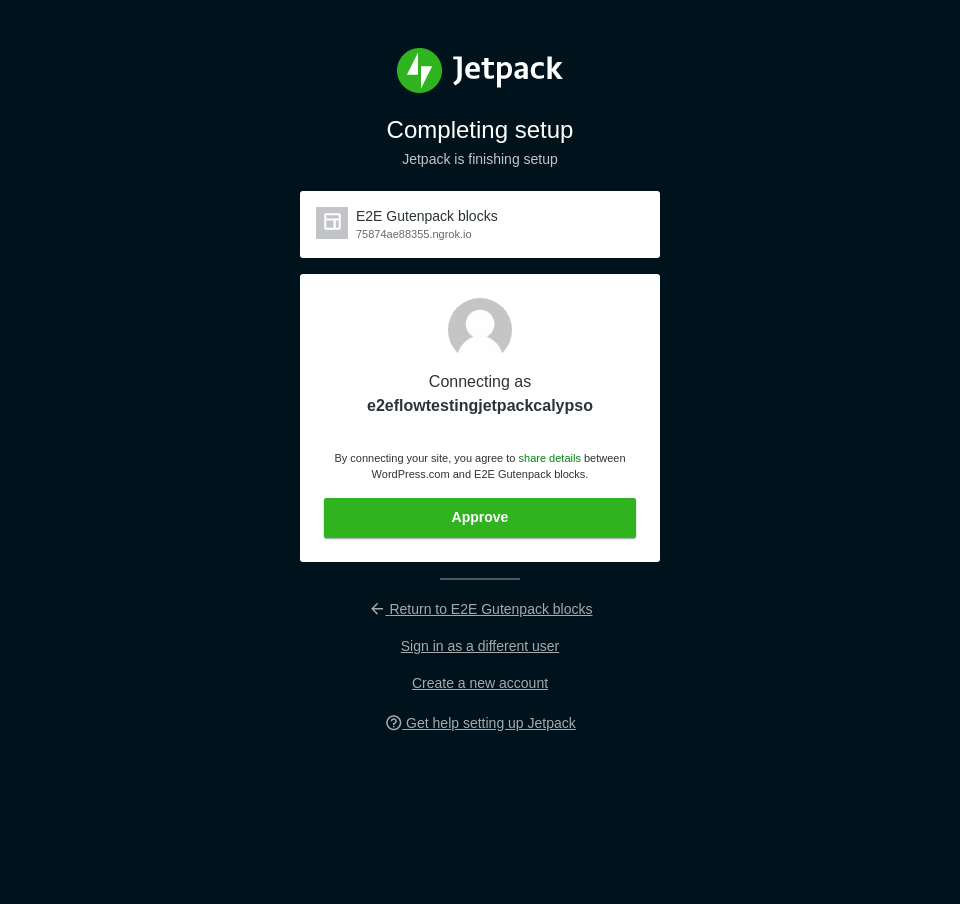 Jetpack
Completing setup
Jetpack is finishing setup
E2E Gutenpack blocks
75874ae88355.ngrok.io
Connecting as
e2eflowtestingjetpackcalypso
By connecting your site, you agree to share details between
WordPress.com and E2E Gutenpack blocks.
Approve
Return to E2E Gutenpack blocks
Sign in as a different user
Create a new account
Get help setting up Jetpack